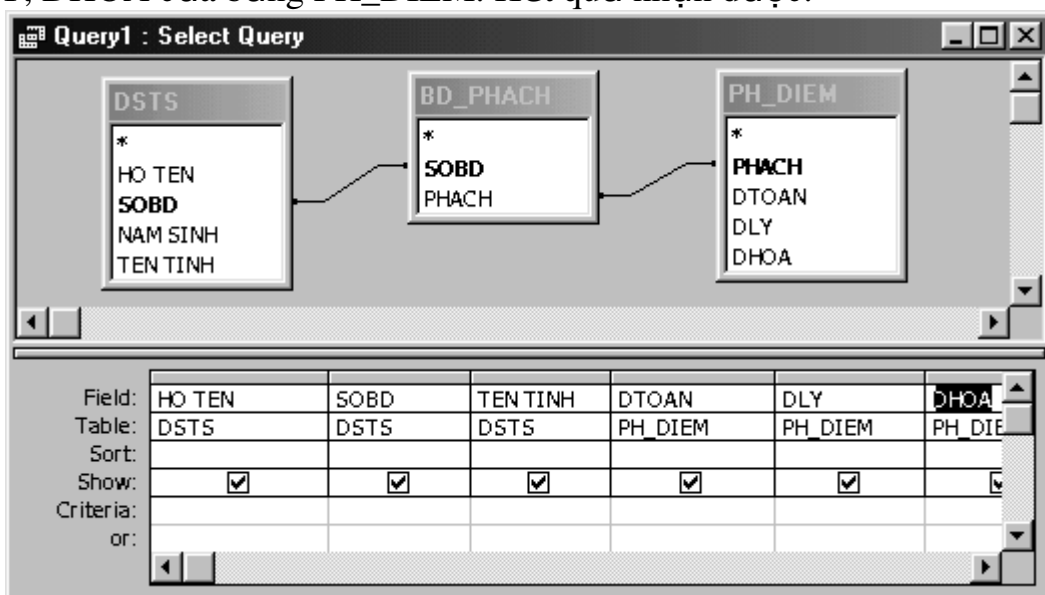 DHOA của bảng PH_DIEM. Kết quả nhận được:
Query1 : Select Query
DSTS
*
HO TEN
SOBD
NAM SINH
TEN TINH
BD_PHACH
*
SOBD
PHACH
PH_DIEM
*
PHACH
DTOAN
DLY
DHOA
Field: HO TEN SOBD TEN TINH DTOAN DLY DHOA
Table: DSTS DSTS DSTS PH_DIEM PH_DIEM PH_DIE
Sort:
Show:
Criteria:
or: